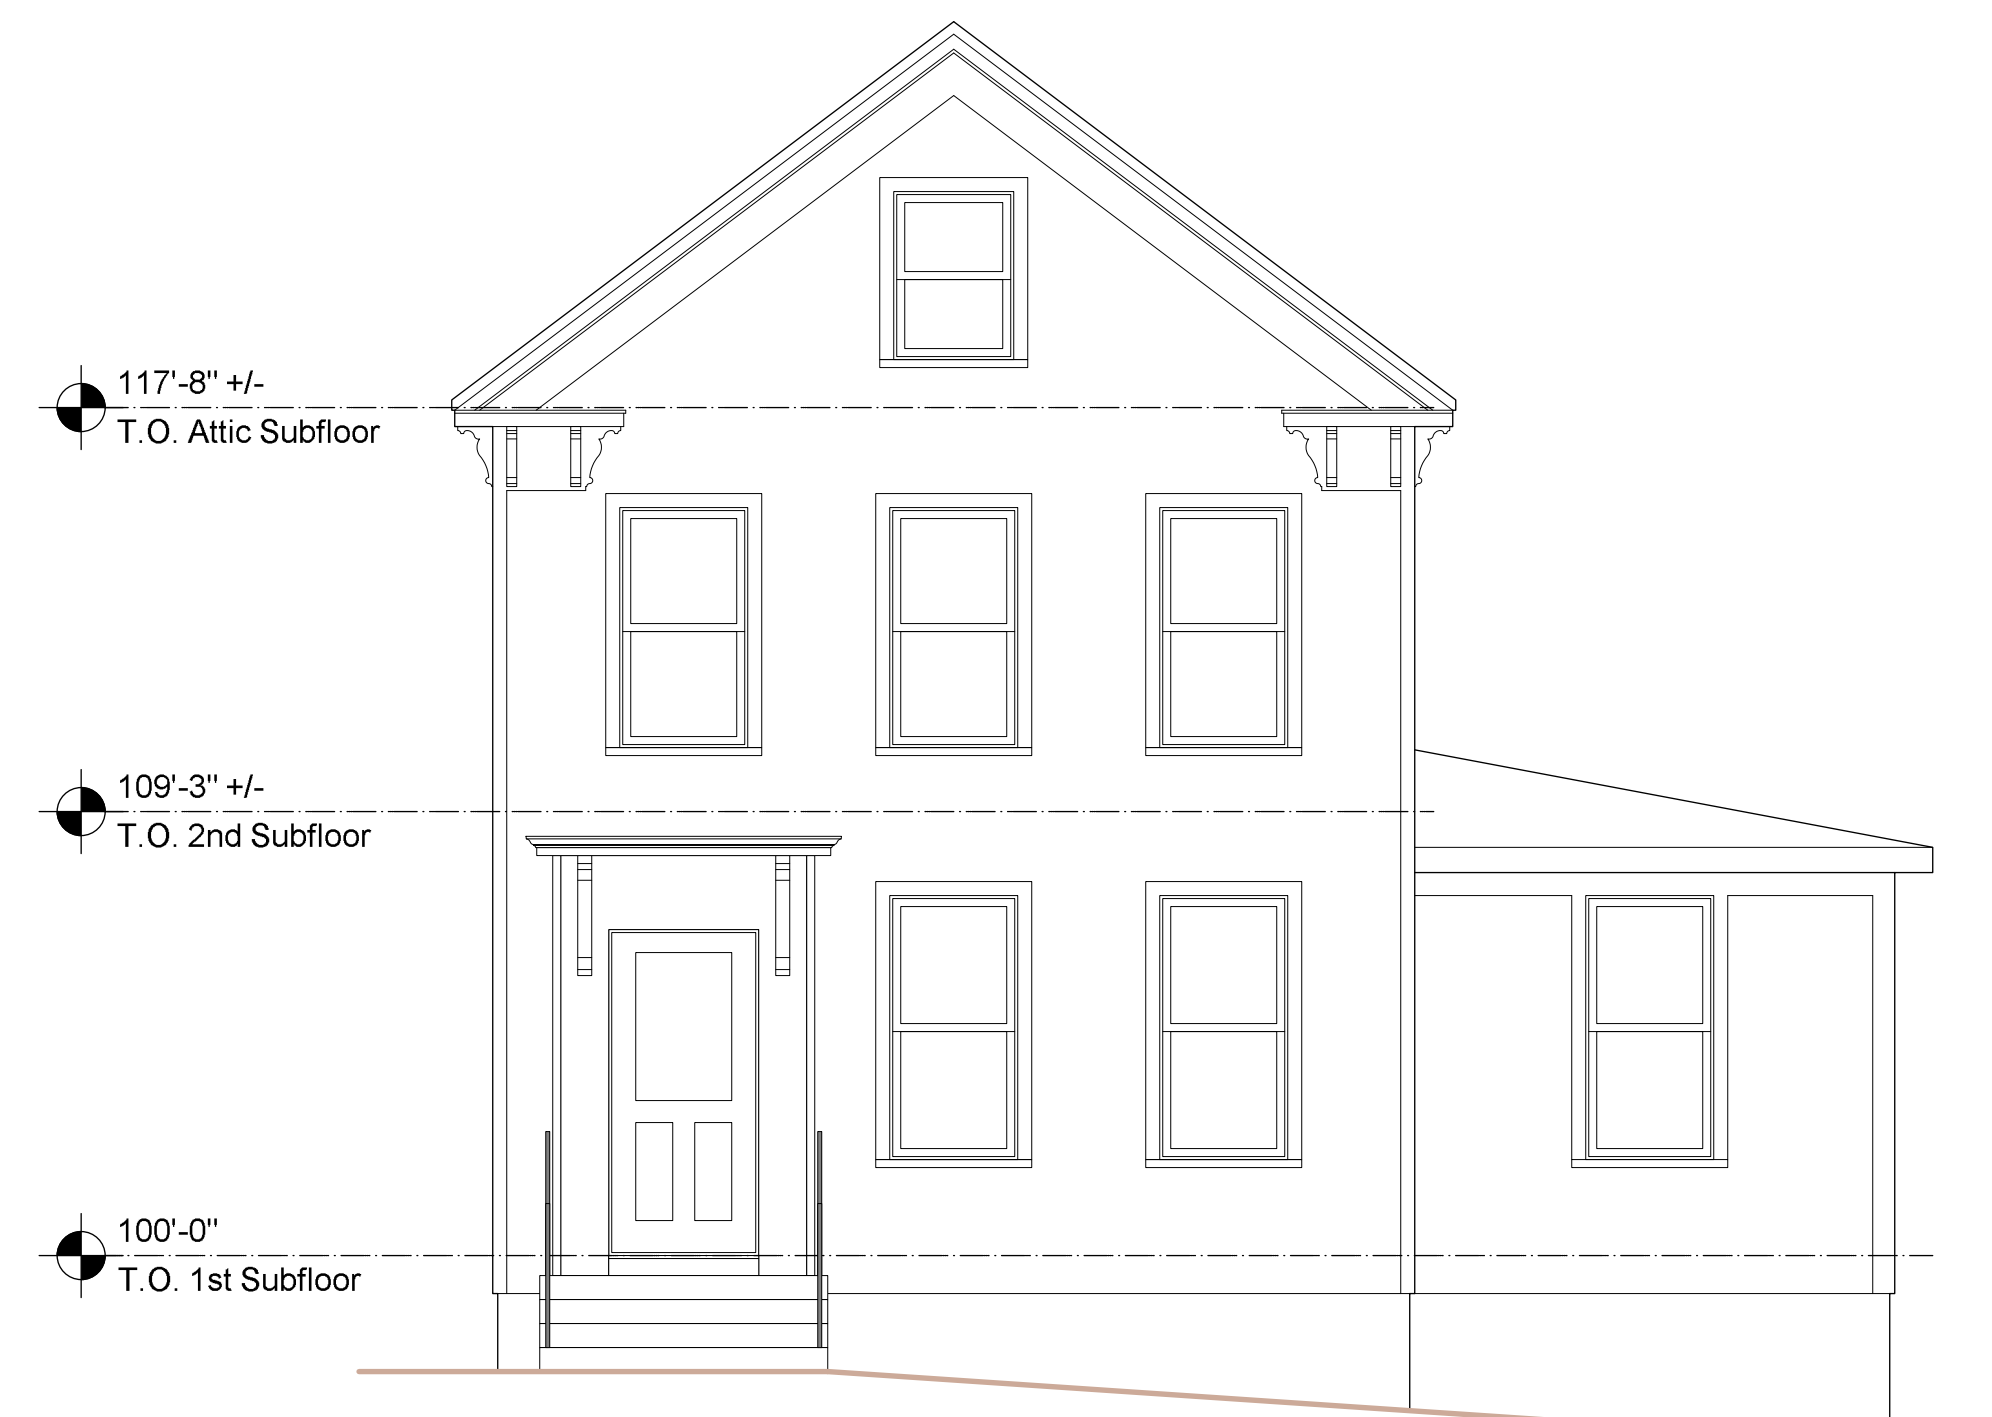 117'-8" +/-
T.O. Attic Subfloor
109'-3" +/-
T.O. 2nd Subfloor
100'-0"
T.O. 1st Subfloor